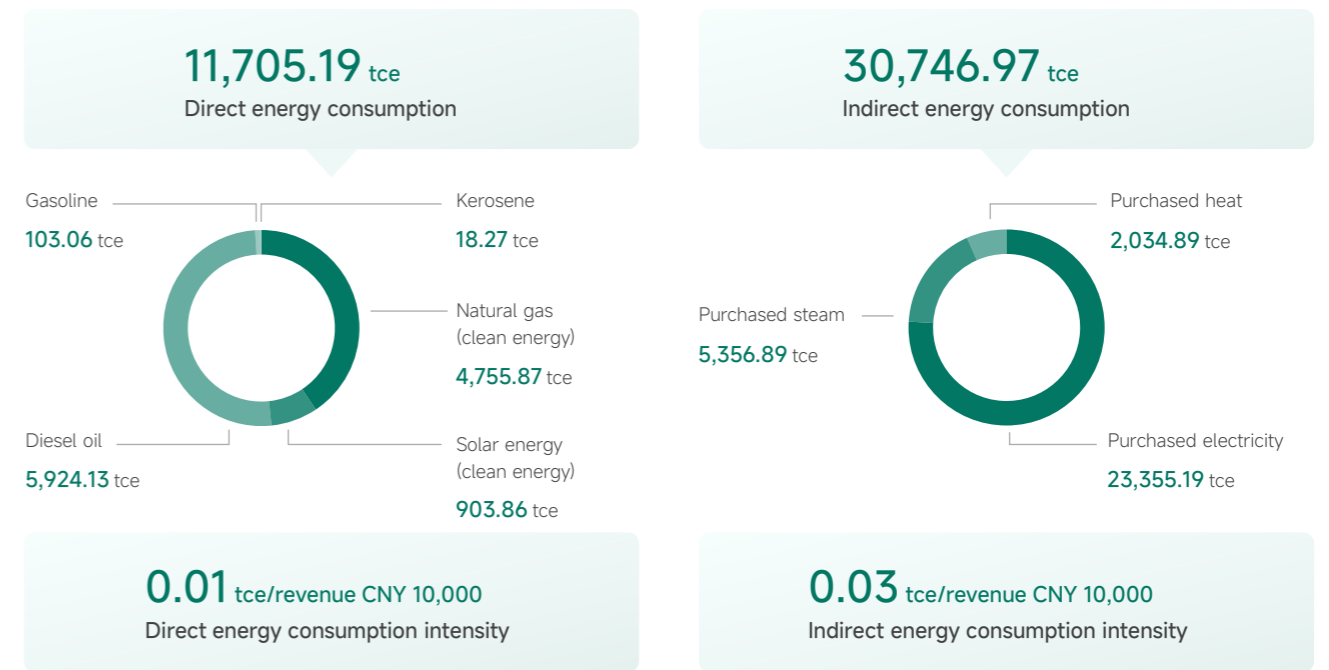 11,705.19 tce
Direct energy consumption
Gasoline
103.06 tce
Kerosene
18.27 tce
Natural gas
(clean energy)
4,755.87 tce
Diesel oil
5,924.13 tce
Solar energy
(clean energy)
903.86 tce
0.01 tce/revenue CNY 10,000
Direct energy consumption intensity
30,746.97 tce
Indirect energy consumption
Purchased heat
2,034.89 tce
Purchased steam
5,356.89 tce
Purchased electricity
23,355.19 tce
0.03 tce/revenue CNY 10,000
Indirect energy consumption intensity